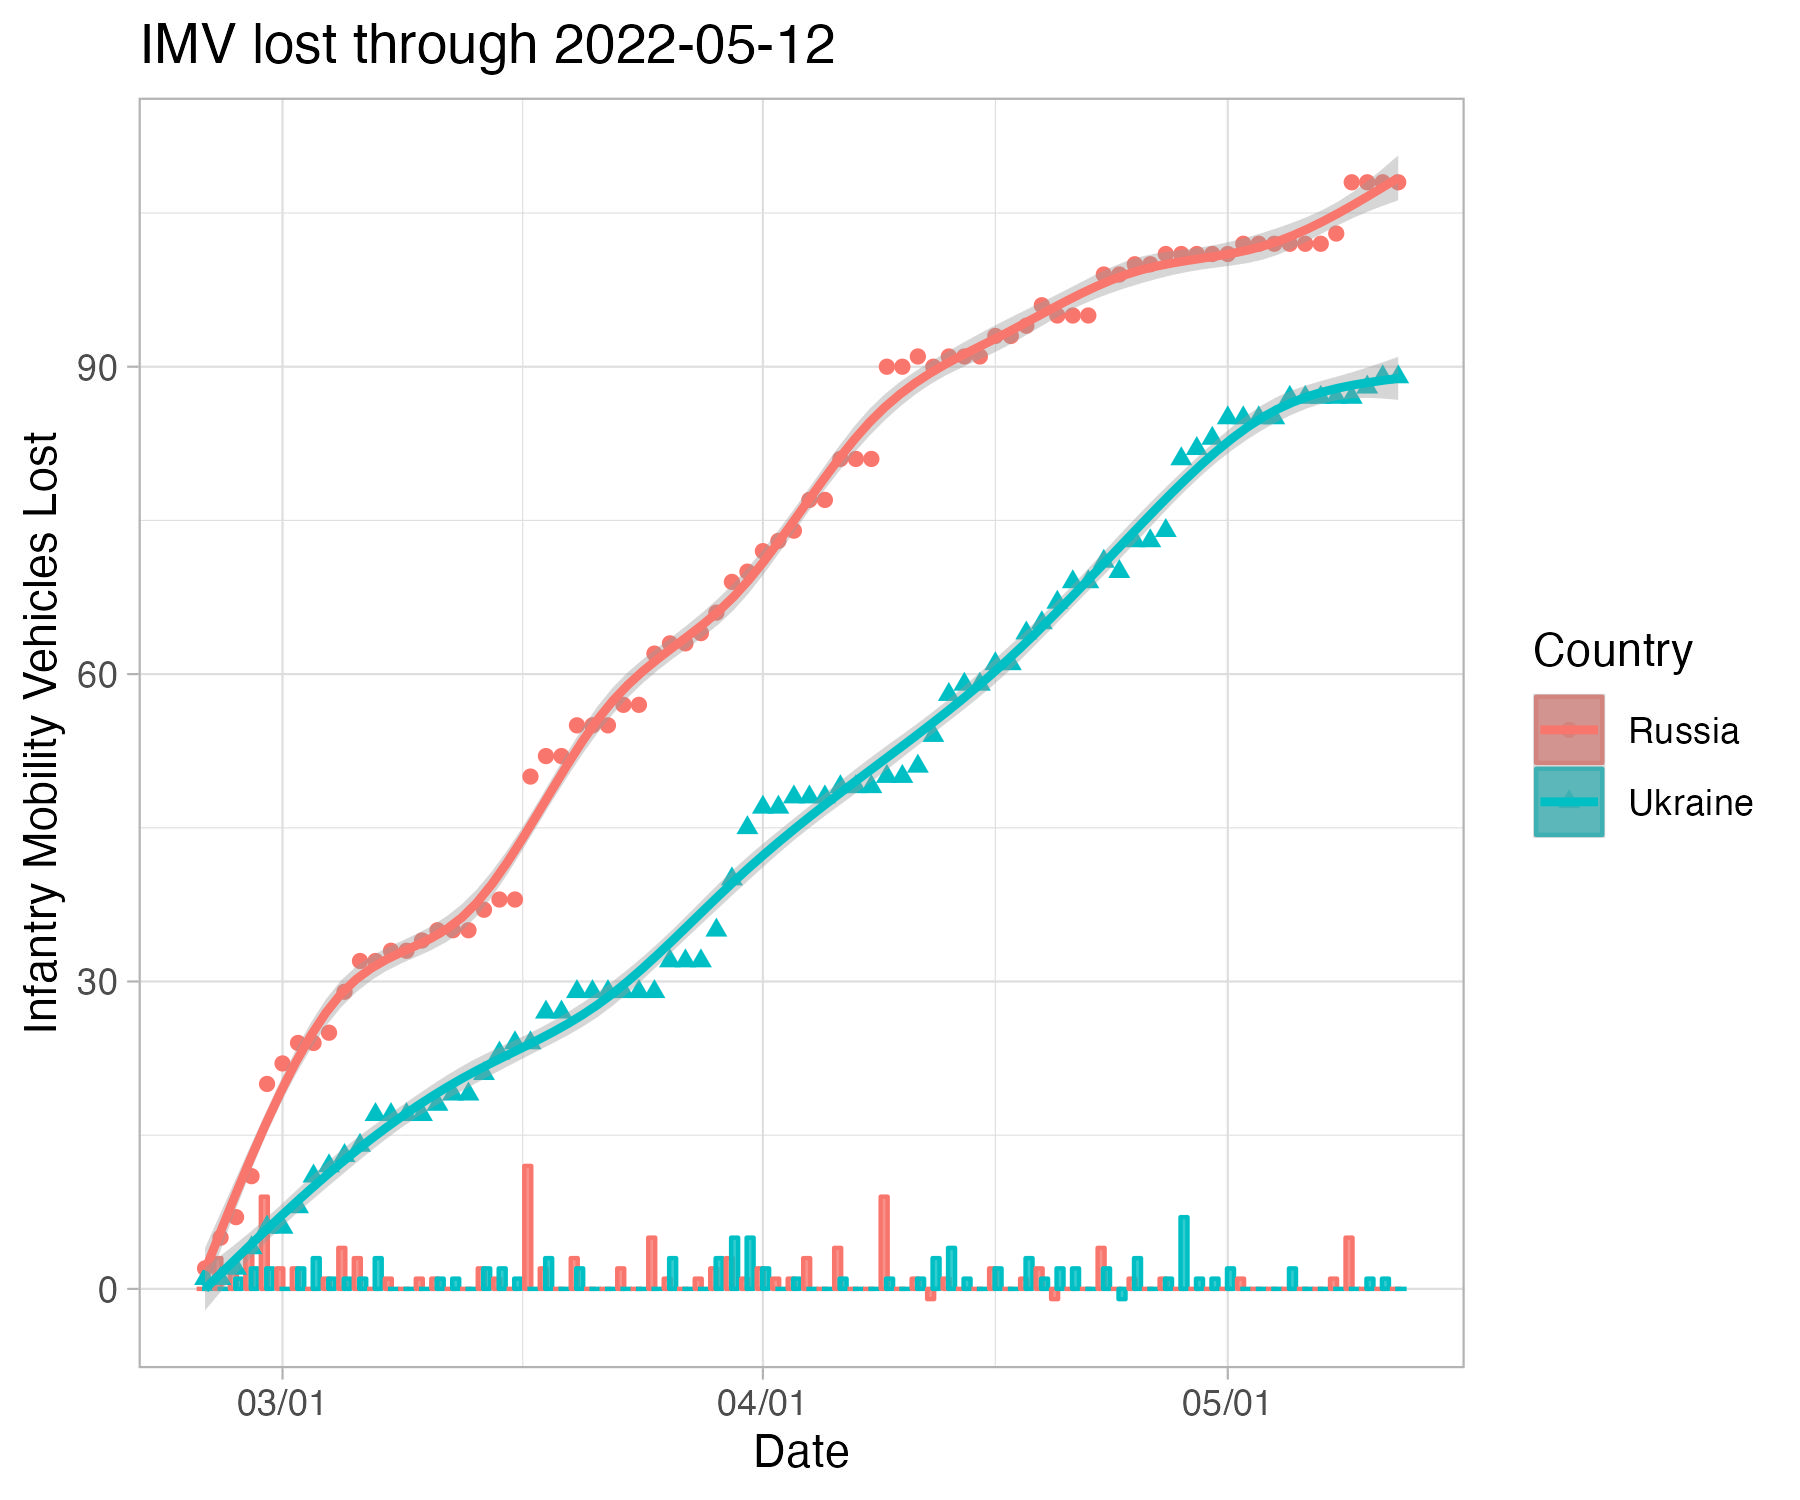 IMV lost through 2022-05-12
Infantry Mobility Vehicles Lost
90
60
30
0
03/01
04/01
05/01
Date
Country
Russia
Ukraine